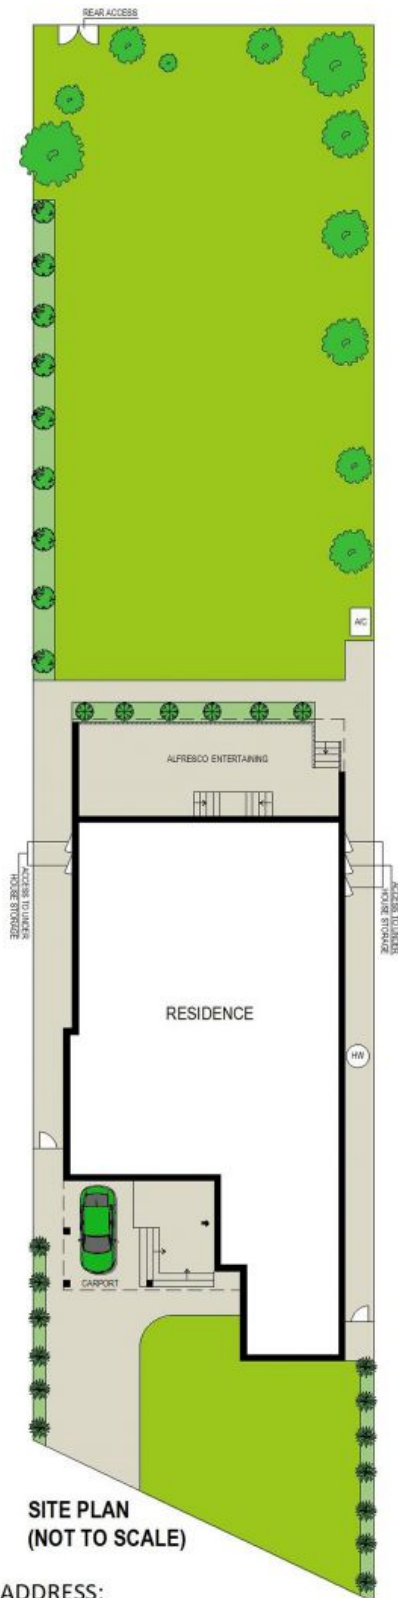 REAR ACCESS
A/C
ALFRESCO ENTERTAINING
ACCESS TO UNDER
HOUSE STORAGE
ACCESS TO UNDER
HOUSE STORAGE
RESIDENCE
HW
CARPORT
SITE PLAN
(NOT TO SCALE)
ADDRESS: